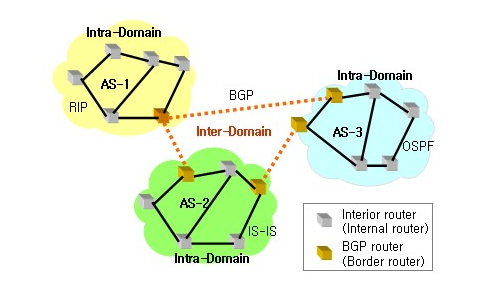 Intra-Domain
AS-1
RIP
BGP
Intra-Domain
Inter-Domain
AS-3
OSPF
AS-2
IS-IS
Intra-Domain
Interior router
(Internal router)
BGP router
(Border router)